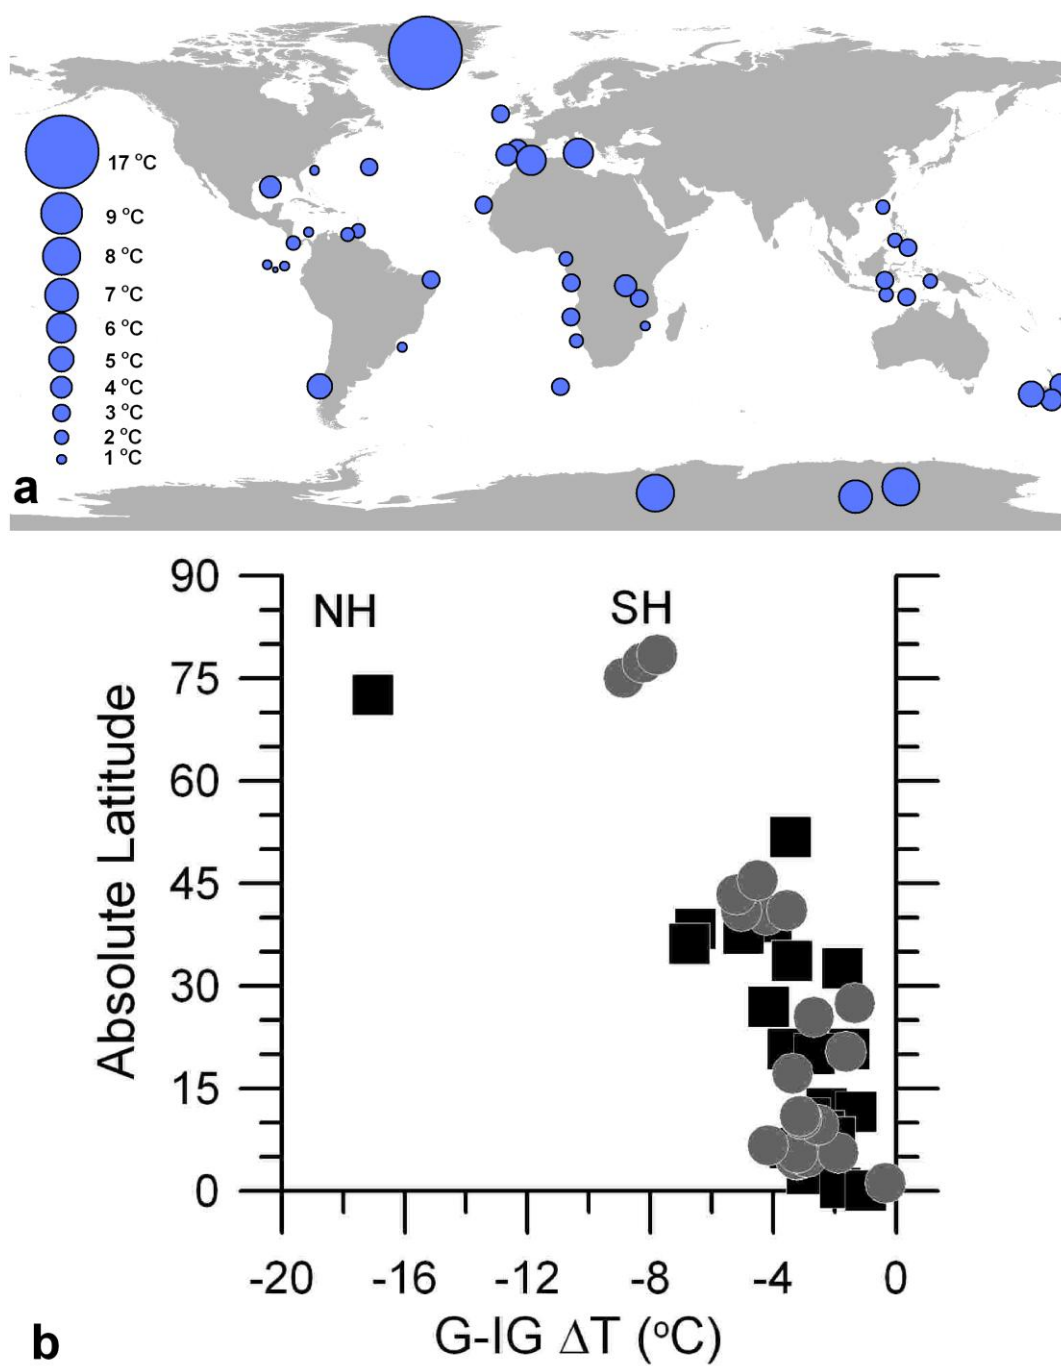 17 °C
9 °C
8 °C
7 °C
6 °C
5 °C
4 °C
3 °C
2 °C
1 °C
a
90
NH
SH
75
60
45
30
15
0
Absolute Latitude
-20 -16 -12 -8 -4 0
G-IG ΔT (°C)
b